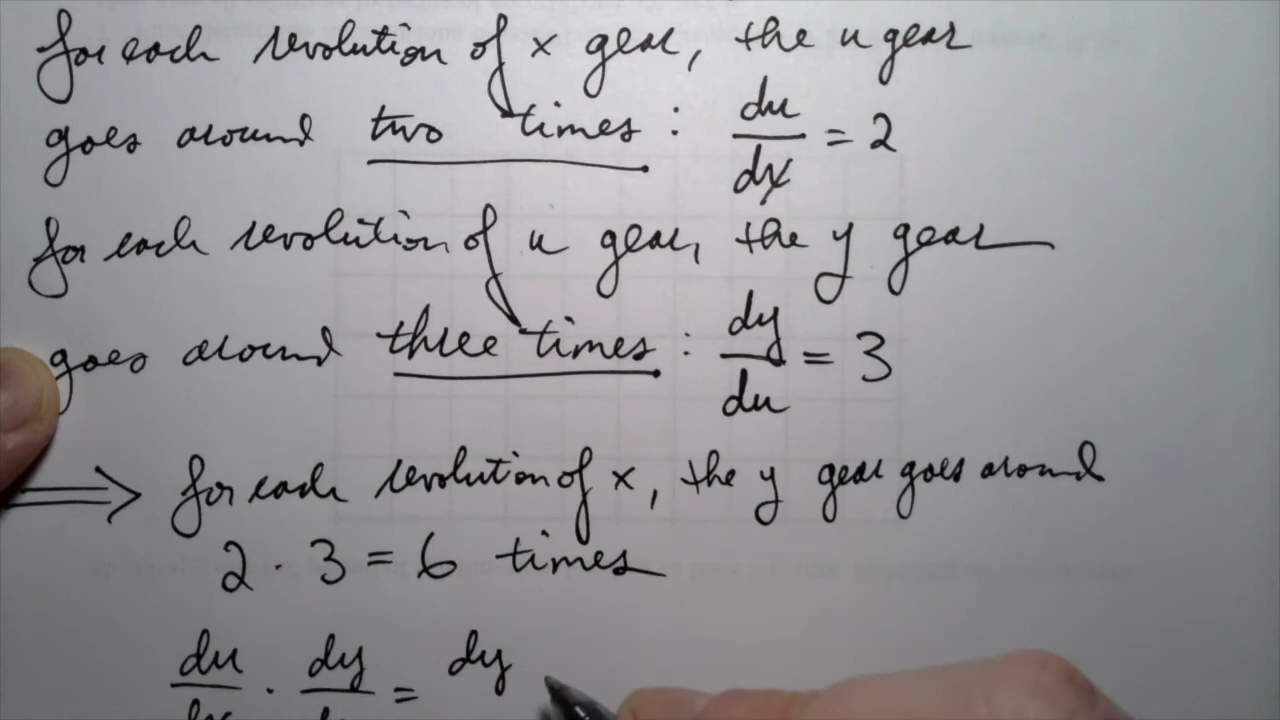 for each revolution of x gear, the u gear
goes around two times : du/dx = 2
for each revolution of u gear, the y gear
goes around three times : dy/du = 3
⟹ for each revolution of x, the y gear goes around
2 · 3 = 6 times
du/dx · dy/du = dy